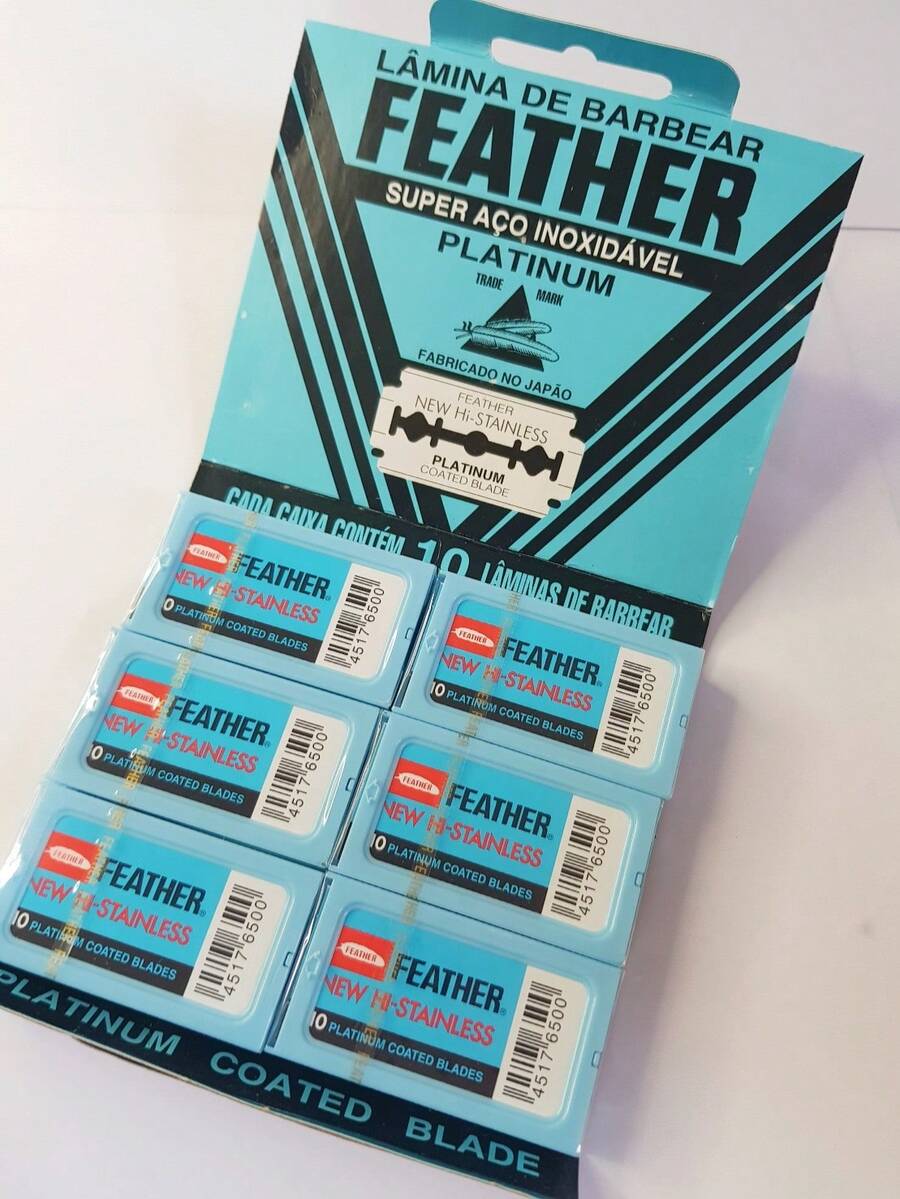 LÂMINA DE BARBEAR
FEATHER
SUPER AÇO INOXIDÁVEL
PLATINUM
TRADE MARK
FABRICADO NO JAPÃO
FEATHER
NEW Hi-STAINLESS
PLATINUM
COATED BLADE
CADA CAIXA CONTÉM 10 LÂMINAS DE BARBEAR
FEATHER
FEATHER
NEW Hi-STAINLESS
10 PLATINUM COATED BLADES
4517 6500
FEATHER
FEATHER
NEW Hi-STAINLESS
10 PLATINUM COATED BLADES
4517 6500
FEATHER
FEATHER
NEW Hi-STAINLESS
10 PLATINUM COATED BLADES
4517 6500
FEATHER
FEATHER
NEW Hi-STAINLESS
10 PLATINUM COATED BLADES
4517 6500
FEATHER
FEATHER
NEW Hi-STAINLESS
10 PLATINUM COATED BLADES
4517 6500
FEATHER
FEATHER
NEW Hi-STAINLESS
10 PLATINUM COATED BLADES
4517 6500
PLATINUM COATED BLADE